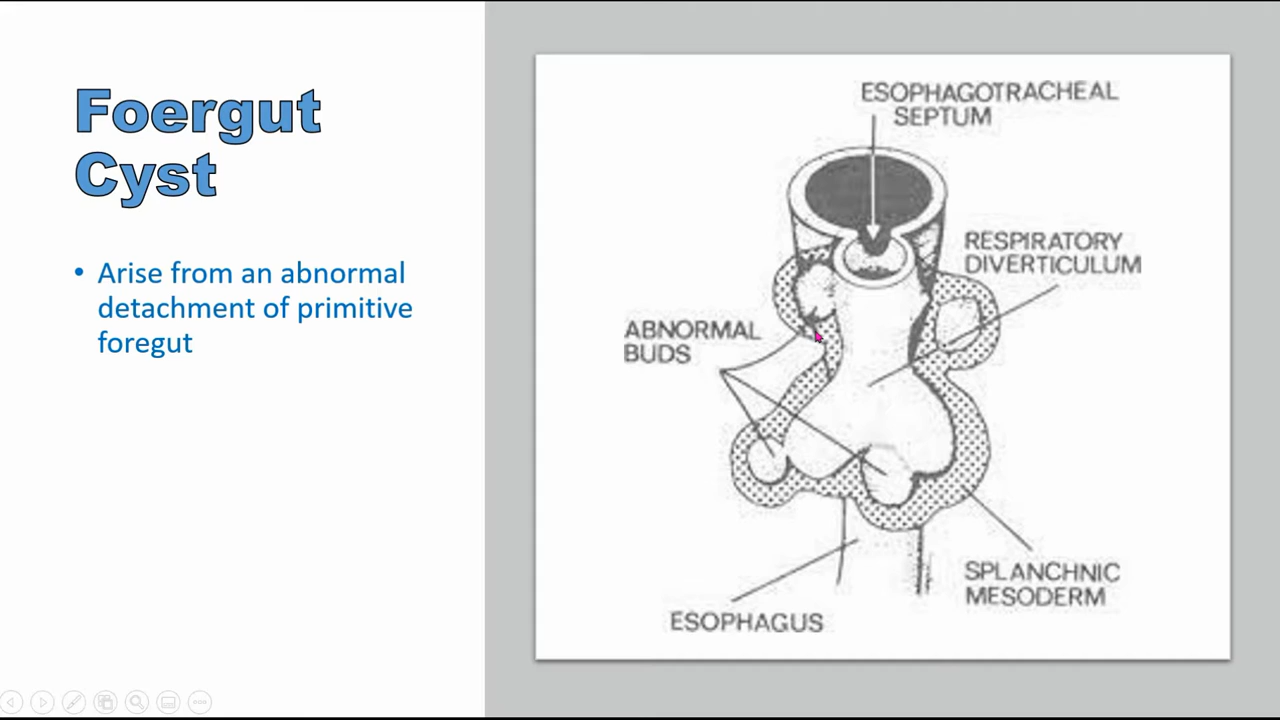 Foergut
Cyst
• Arise from an abnormal
detachment of primitive
foregut
ESOPHAGOTRACHEAL
SEPTUM
RESPIRATORY
DIVERTICULUM
ABNORMAL
BUDS
SPLANCHNIC
MESODERM
ESOPHAGUS